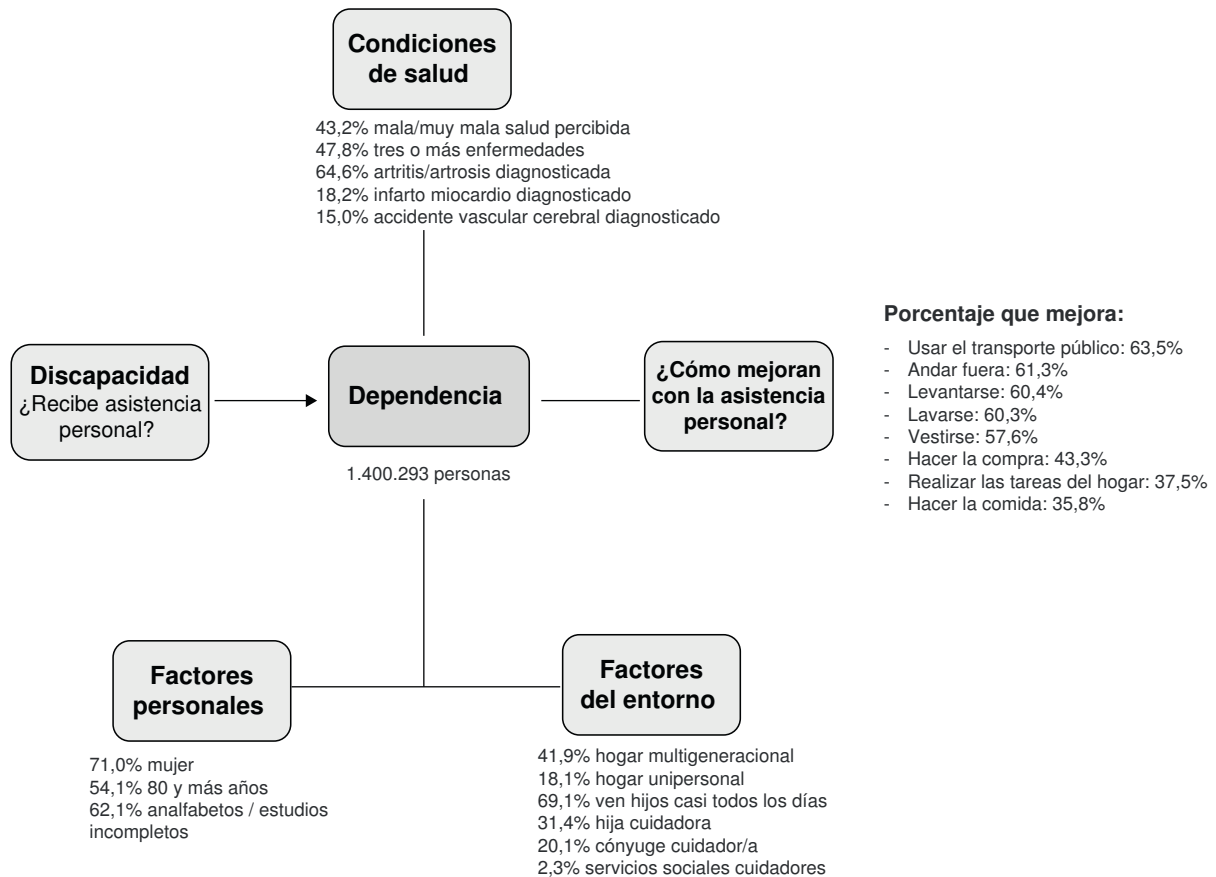 Condiciones
de salud
43,2% mala/muy mala salud percibida
47,8% tres o más enfermedades
64,6% artritis/artrosis diagnosticada
18,2% infarto miocardio diagnosticado
15,0% accidente vascular cerebral diagnosticado
Discapacidad
¿Recibe asistencia
personal?
Dependencia
1.400.293 personas
¿Cómo mejoran
con la asistencia
personal?
Porcentaje que mejora:
- Usar el transporte público: 63,5%
- Andar fuera: 61,3%
- Levantarse: 60,4%
- Lavarse: 60,3%
- Vestirse: 57,6%
- Hacer la compra: 43,3%
- Realizar las tareas del hogar: 37,5%
- Hacer la comida: 35,8%
Factores
personales
71,0% mujer
54,1% 80 y más años
62,1% analfabetos / estudios
incompletos
Factores
del entorno
41,9% hogar multigeneracional
18,1% hogar unipersonal
69,1% ven hijos casi todos los días
31,4% hija cuidadora
20,1% cónyuge cuidador/a
2,3% servicios sociales cuidadores